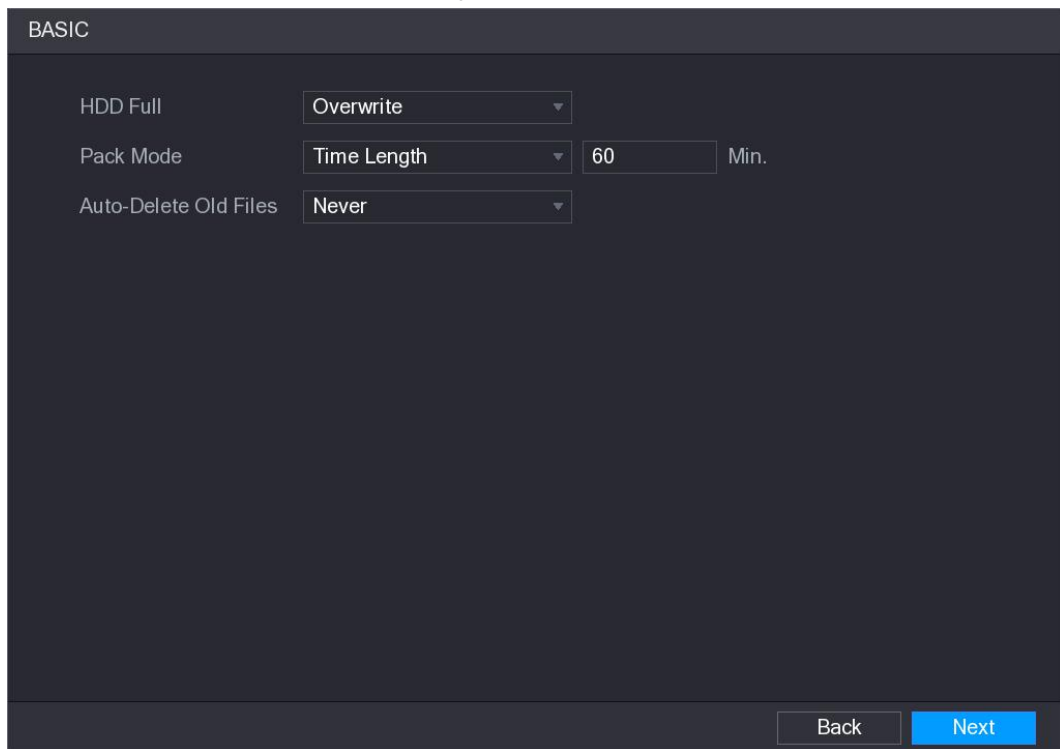 BASIC
HDD Full Overwrite
Pack Mode Time Length 60 Min.
Auto-Delete Old Files Never
Back Next